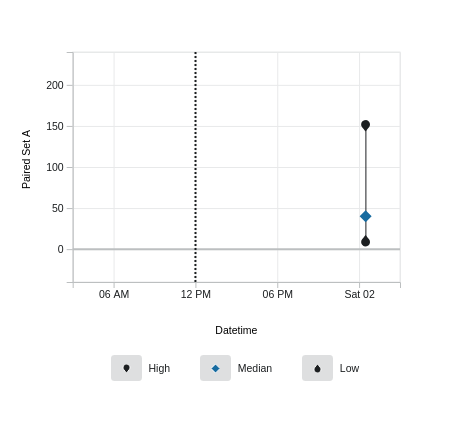 200
150
100
50
0
Paired Set A
06 AM
12 PM
06 PM
Sat 02
Datetime
High
Median
Low